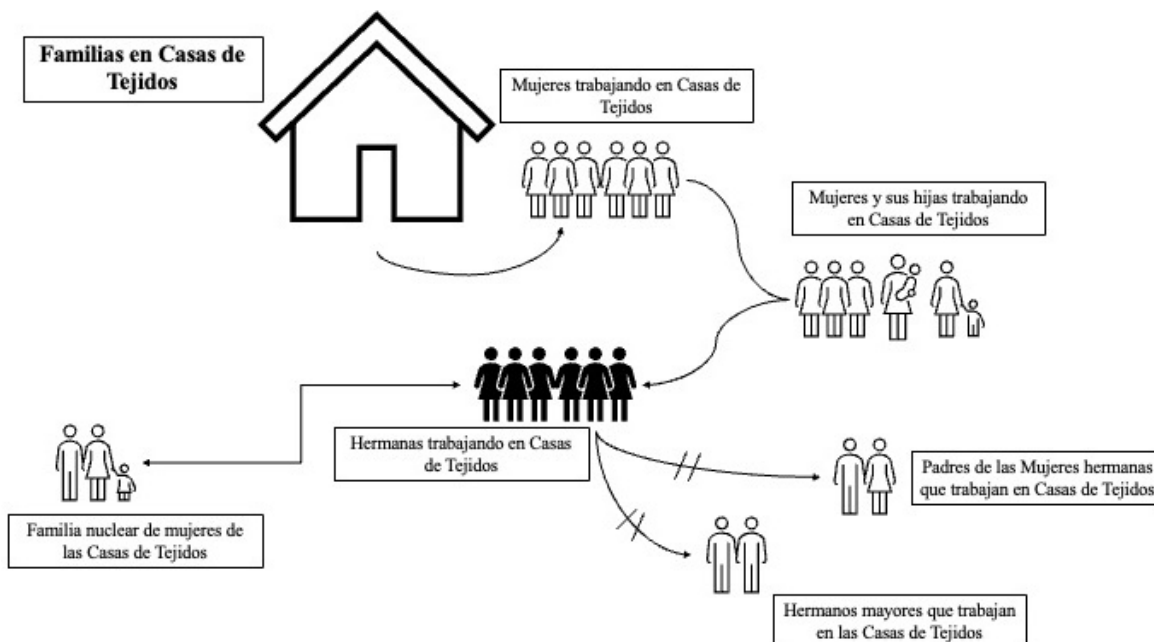 Familias en Casas de
Tejidos
Mujeres trabajando en Casas de
Tejidos
Mujeres y sus hijas trabajando
en Casas de Tejidos
Hermanas trabajando en Casas
de Tejidos
Padres de las Mujeres hermanas
que trabajan en Casas de Tejidos
Familia nuclear de mujeres de
las Casas de Tejidos
Hermanos mayores que trabajan
en las Casas de Tejidos